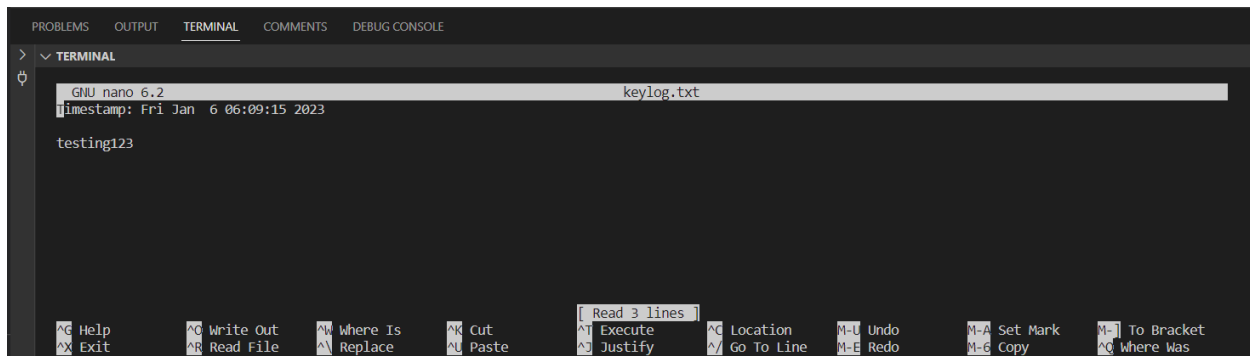 PROBLEMS OUTPUT TERMINAL COMMENTS DEBUG CONSOLE
TERMINAL
GNU nano 6.2 keylog.txt
Timestamp: Fri Jan  6 06:09:15 2023
testing123
[ Read 3 lines ]
^G Help ^O Write Out ^W Where Is ^K Cut ^T Execute ^C Location M-U Undo M-A Set Mark M-] To Bracket
^X Exit ^R Read File ^\ Replace ^U Paste ^J Justify ^/ Go To Line M-E Redo M-6 Copy ^Q Where Was